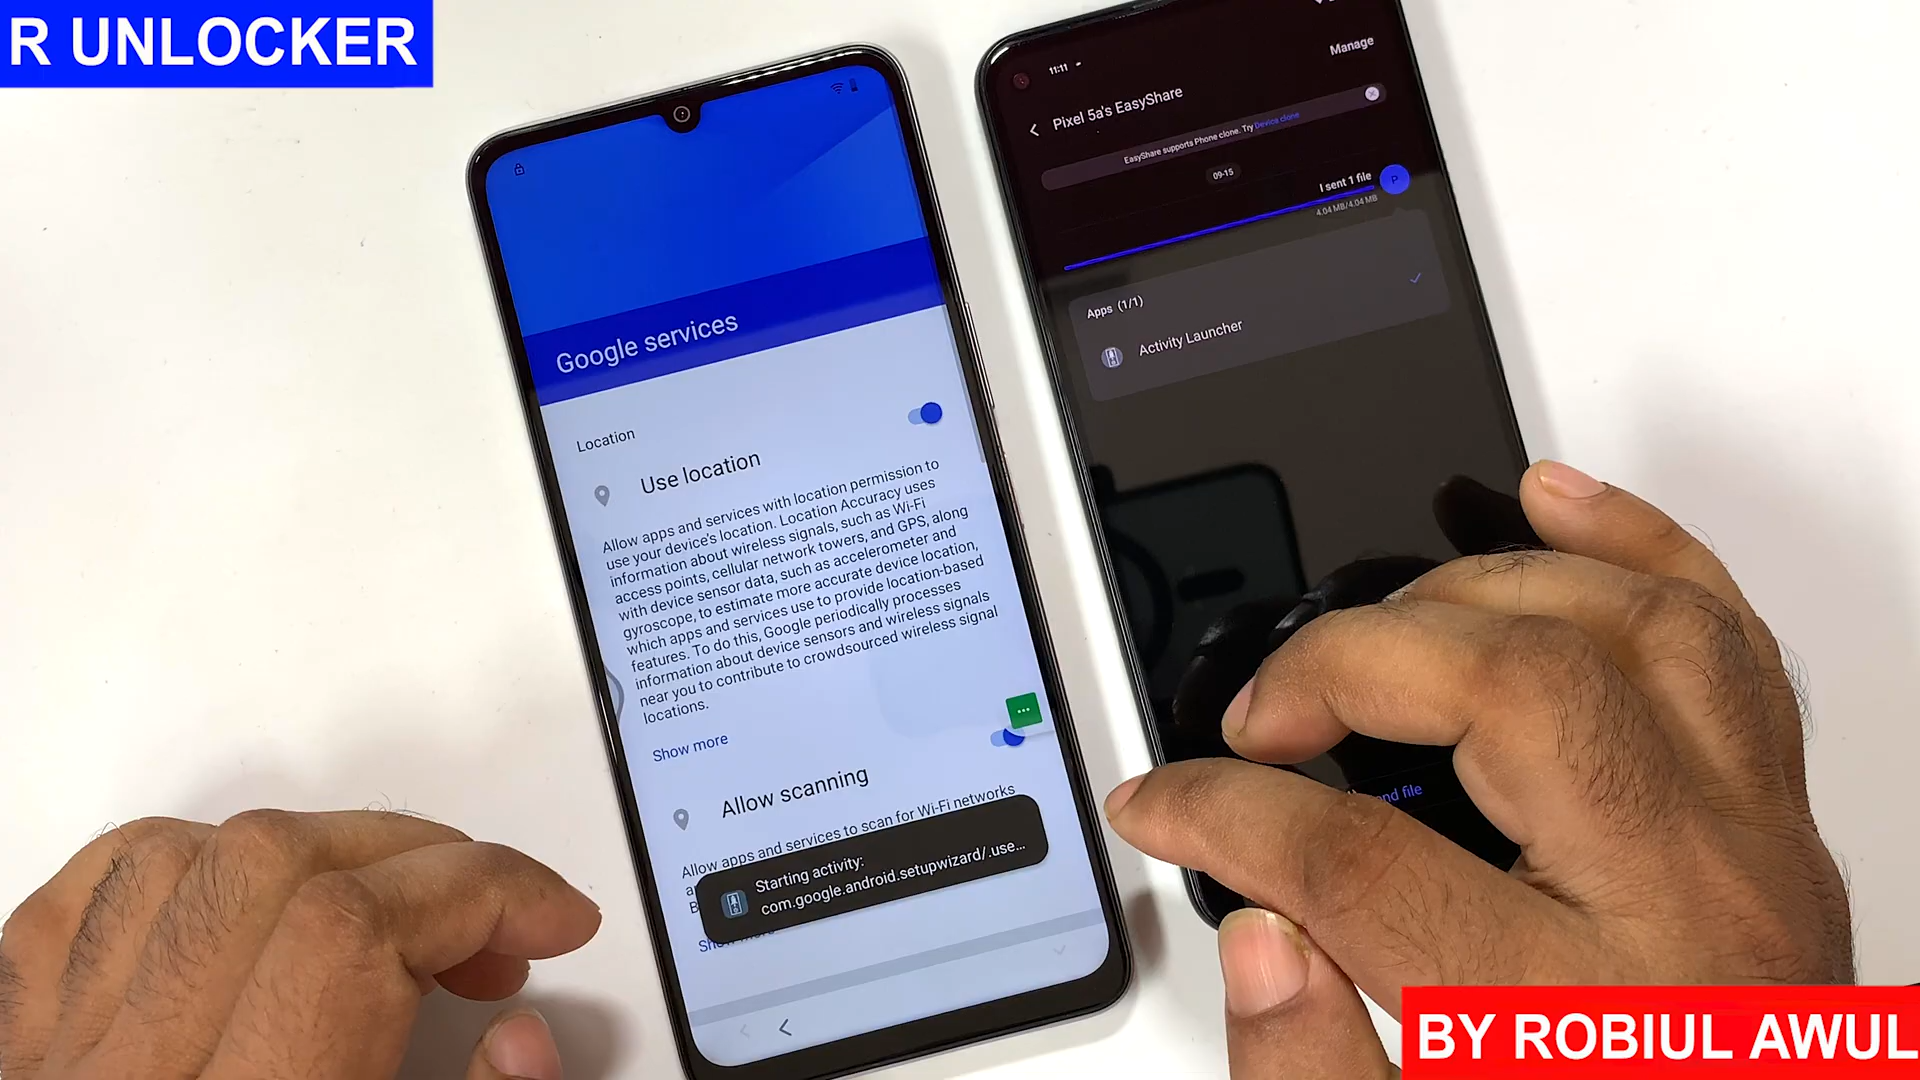 R UNLOCKER
Google services
Location
Use location
Allow apps and services with location permission to
use your device's location. Location Accuracy uses
information about wireless signals, such as Wi-Fi
access points, cellular network towers, and GPS, along
with device sensor data, such as accelerometer and
gyroscope, to estimate more accurate device location,
which apps and services use to provide location-based
features. To do this, Google periodically processes
information about device sensors and wireless signals
near you to contribute to crowdsourced wireless signal
locations.
Show more
Allow scanning
Allow apps and services to scan for Wi-Fi networks
Starting activity:
com.google.android.setupwizard/.use...
11:11
Manage
Pixel 5a's EasyShare
EasyShare supports Phone clone. Try Device clone
09-15
I sent 1 file
P
4.04 MB/4.04 MB
Apps (1/1)
Activity Launcher
file
BY ROBIUL AWUL